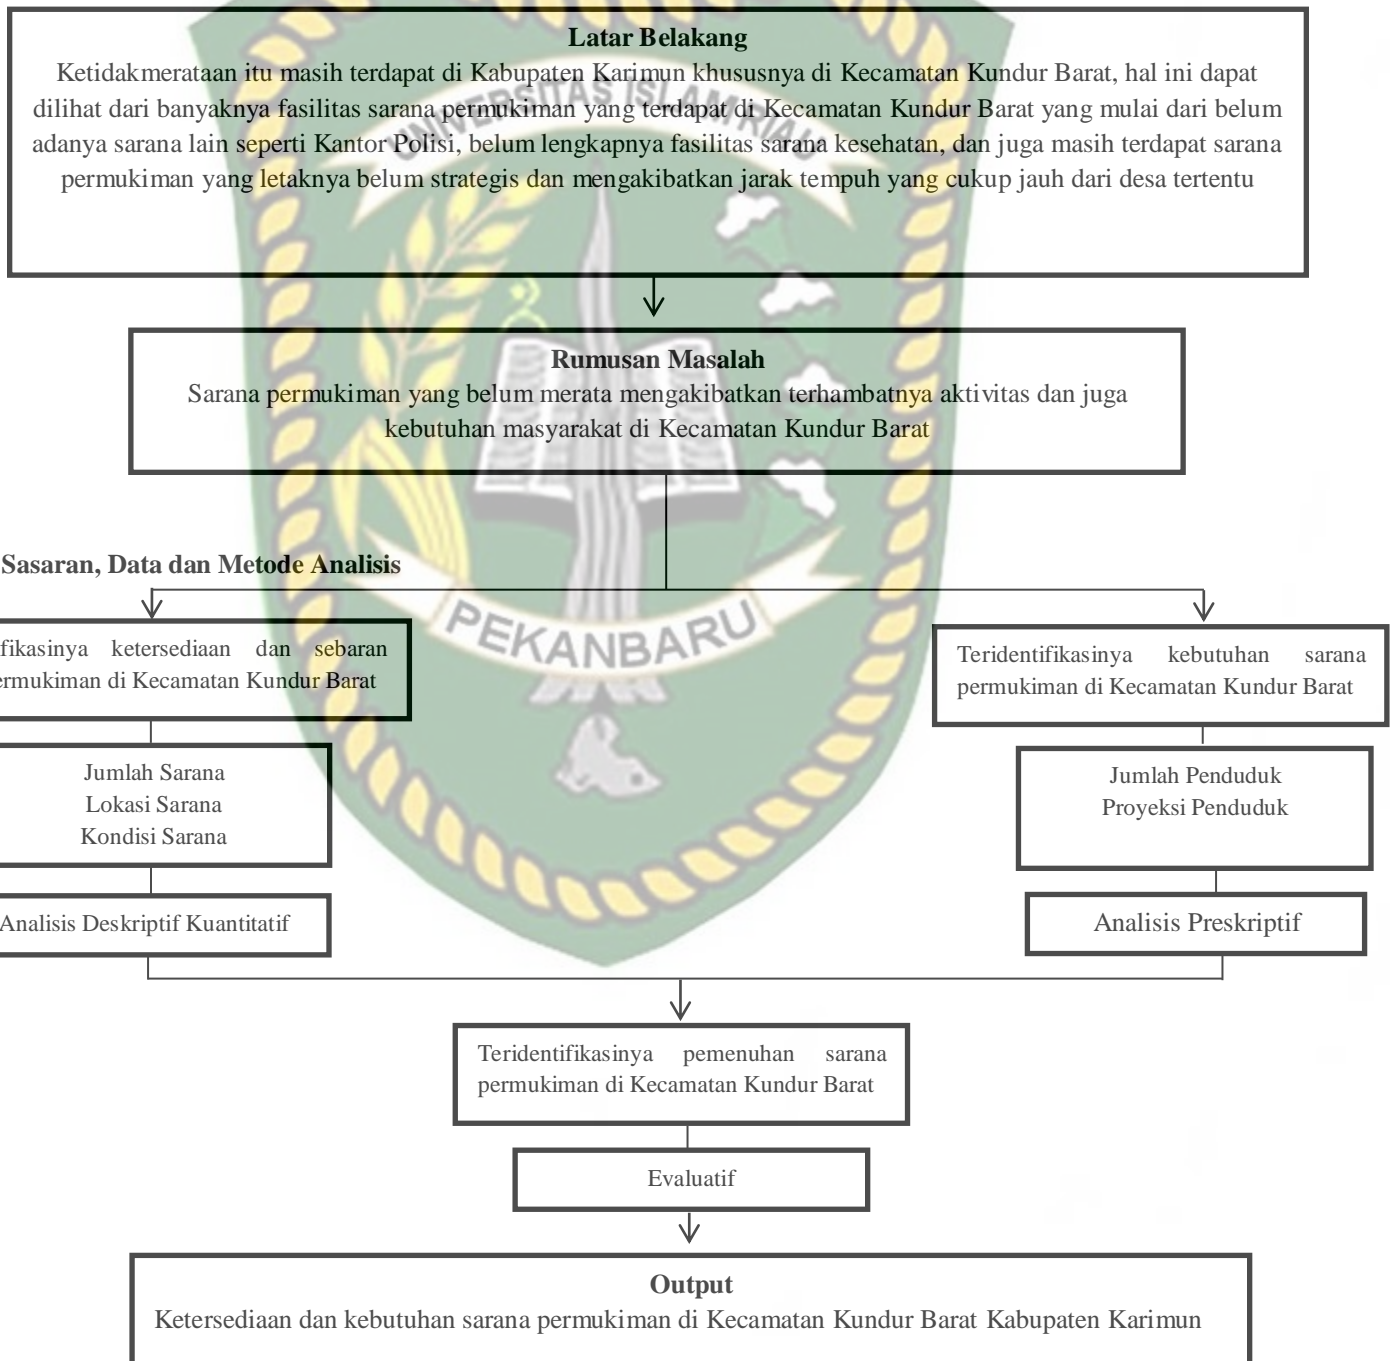 Latar Belakang
Ketidakmerataan itu masih terdapat di Kabupaten Karimun khususnya di Kecamatan Kundur Barat, hal ini dapat
dilihat dari banyaknya fasilitas sarana permukiman yang terdapat di Kecamatan Kundur Barat yang mulai dari belum
adanya sarana lain seperti Kantor Polisi, belum lengkapnya fasilitas sarana kesehatan, dan juga masih terdapat sarana
permukiman yang letaknya belum strategis dan mengakibatkan jarak tempuh yang cukup jauh dari desa tertentu
UNIVERSITAS ISLAM RIAU
Rumusan Masalah
Sarana permukiman yang belum merata mengakibatkan terhambatnya aktivitas dan juga
kebutuhan masyarakat di Kecamatan Kundur Barat
Sasaran, Data dan Metode Analisis
PEKANBARU
fikasinya ketersediaan dan sebaran
ermukiman di Kecamatan Kundur Barat
Jumlah Sarana
Lokasi Sarana
Kondisi Sarana
Analisis Deskriptif Kuantitatif
Teridentifikasinya kebutuhan sarana
permukiman di Kecamatan Kundur Barat
Jumlah Penduduk
Proyeksi Penduduk
Analisis Preskriptif
Teridentifikasinya pemenuhan sarana
permukiman di Kecamatan Kundur Barat
Evaluatif
Output
Ketersediaan dan kebutuhan sarana permukiman di Kecamatan Kundur Barat Kabupaten Karimun